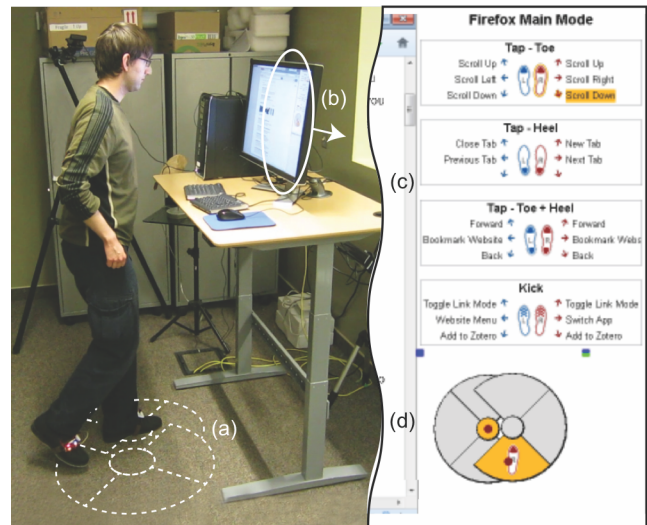 Firefox Main Mode
Tap - Toe
Scroll Up Scroll Up
Scroll Left L R Scroll Right
Scroll Down Scroll Down
(b)
Tap - Heel
Close Tab New Tab
Previous Tab L R Next Tab
(c)
Tap - Toe + Heel
Forward Forward
Bookmark Website L R Bookmark Webs
Back Back
Kick
Toggle Link Mode Toggle Link Mode
Website Menu Switch App
Add to Zotero Add to Zotero
(a)
(d)